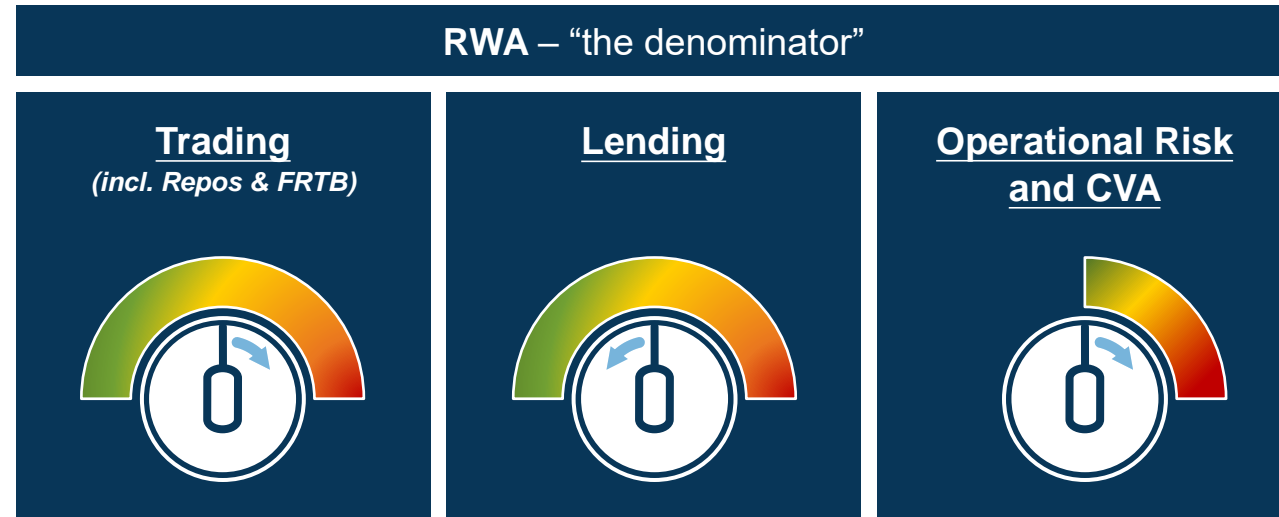 RWA – “the denominator”
Trading
(incl. Repos & FRTB)
Lending
Operational Risk
and CVA